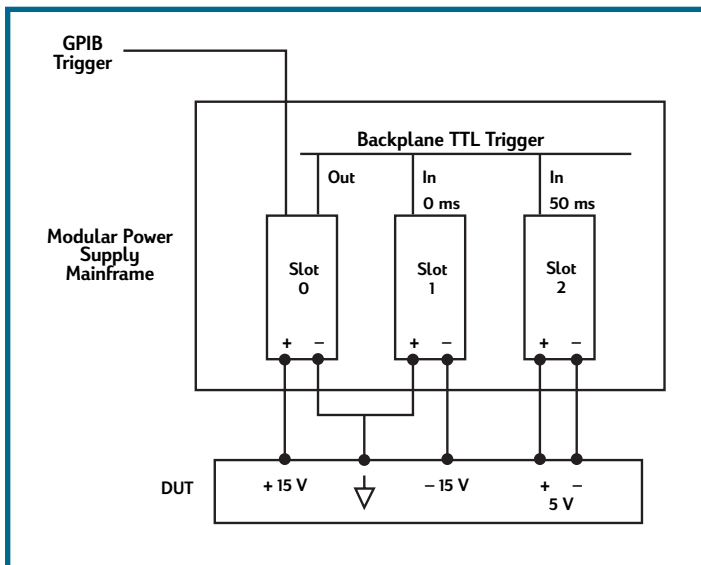 GPIB
Trigger
Backplane TTL Trigger
Out
In
In
0 ms
50 ms
Modular Power
Supply
Mainframe
Slot
0
Slot
1
Slot
2
+ –
+ –
+ –
DUT
+ 15 V
– 15 V
+ –
5 V